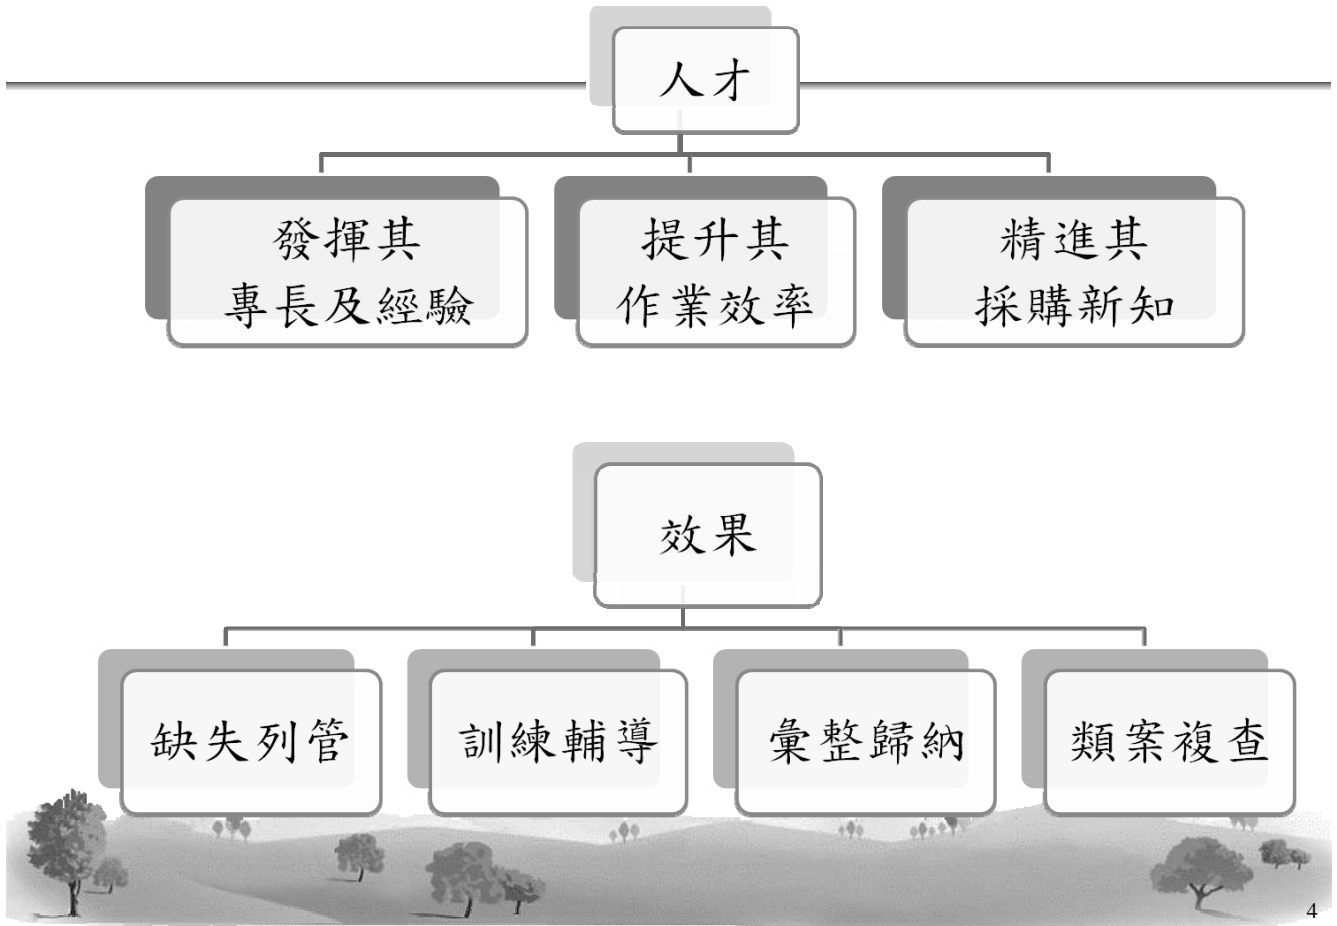 人才
發揮其
專長及經驗
提升其
作業效率
精進其
採購新知
效果
缺失列管
訓練輔導
彙整歸納
類案複查
4